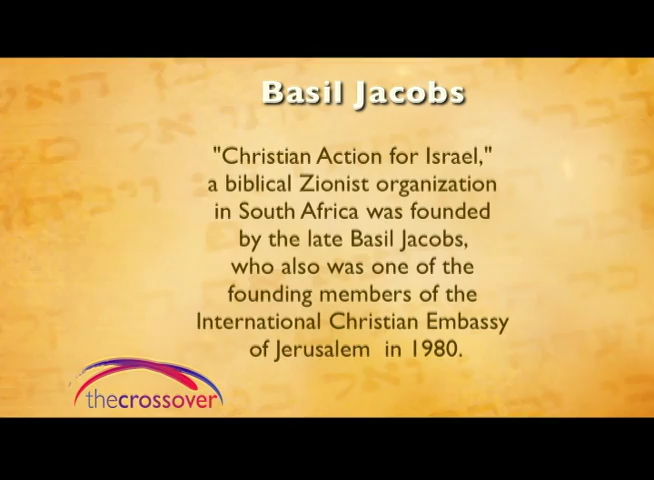 Basil Jacobs
"Christian Action for Israel,"
a biblical Zionist organization
in South Africa was founded
by the late Basil Jacobs,
who also was one of the
founding members of the
International Christian Embassy
of Jerusalem in 1980.
thecrossover